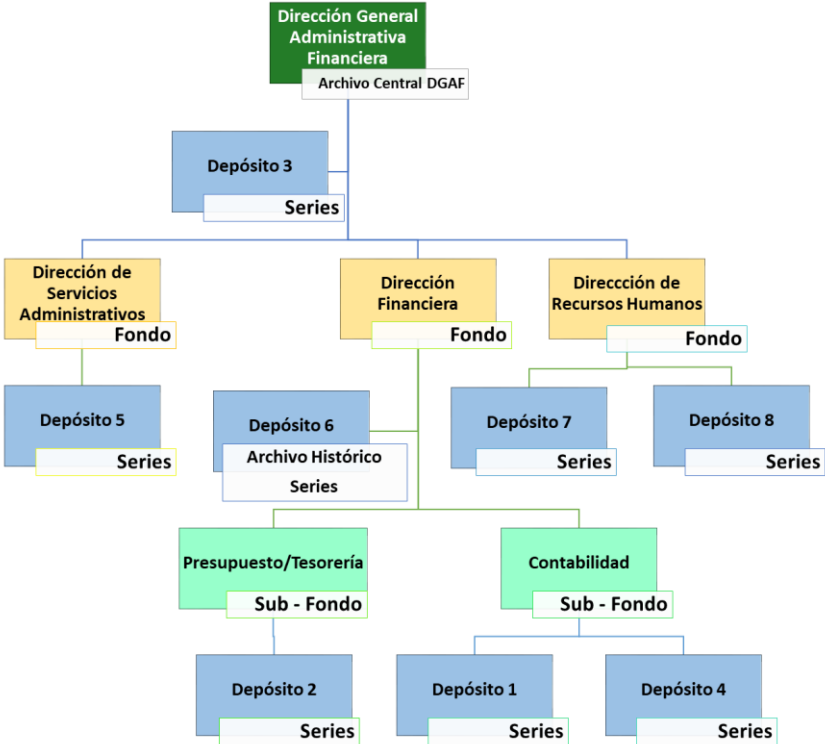 Dirección General
Administrativa
Financiera
Archivo Central DGAF
Depósito 3
Series
Dirección de
Servicios
Administrativos
Fondo
Dirección
Financiera
Fondo
Direccción de
Recursos Humanos
Fondo
Depósito 5
Series
Depósito 6
Archivo Histórico
Series
Depósito 7
Series
Depósito 8
Series
Presupuesto/Tesorería
Sub - Fondo
Contabilidad
Sub - Fondo
Depósito 2
Series
Depósito 1
Series
Depósito 4
Series